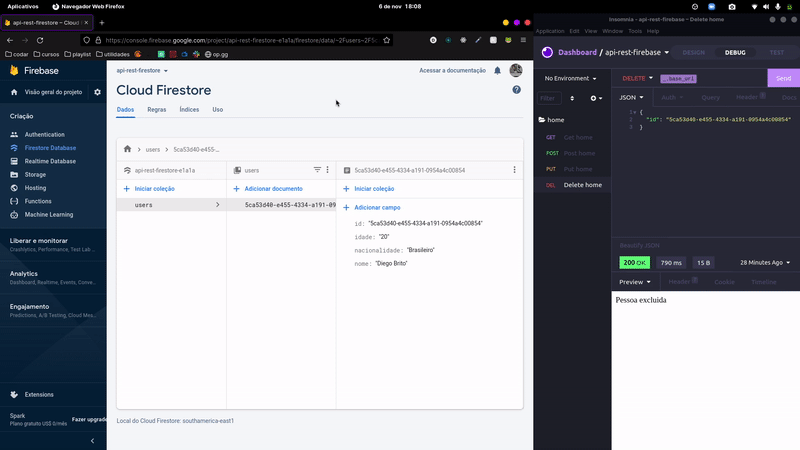 Aplicativos
Navegador Web Firefox
6 de nov 18:08
api-rest-firestore – Cloud F
https://console.firebase.google.com/project/api-rest-firestore-e1a1a/firestore/data/~2Fusers~2F5
codar
cursos
playlist
utilidades
op.gg
Firebase
Visão geral do projeto
Criação
Authentication
Firestore Database
Realtime Database
Storage
Hosting
Functions
Machine Learning
Liberar e monitorar
Crashlytics, Performance, Test Lab...
Analytics
Dashboard, Realtime, Events, Conve...
Engajamento
Predictions, A/B Testing, Cloud Mes...
Extensions
Spark
Plano gratuito US$ 0/mês
Fazer upgrade
api-rest-firestore
Acessar a documentação
Cloud Firestore
Dados
Regras
Índices
Uso
users
5ca53d40-e455-...
api-rest-firestore-e1a1a
users
5ca53d40-e455-4334-a191-0954a4c00854
Iniciar coleção
Adicionar documento
Iniciar coleção
users
5ca53d40-e455-4334-a191-09
Adicionar campo
id: "5ca53d40-e455-4334-a191-0954a4c00854"
idade: "20"
nacionalidade: "Brasileiro"
nome: "Diego Brito"
Local do Cloud Firestore: southamerica-east1
Insomnia - api-rest-firebase – Delete home
Application Edit View Window Tools Help
Dashboard / api-rest-firebase
DESIGN
DEBUG
TEST
No Environment
DELETE
_.base_url
Send
Filter
JSON
Auth
Query
Header
Docs
home
GET Get home
POST Post home
PUT Put home
DEL Delete home
1 {
2 "id": "5ca53d40-e455-4334-a191-0954a4c00854"
3 }
Beautify JSON
200 OK
790 ms
15 B
28 Minutes Ago
Preview
Header
Cookie
Timeline
Pessoa excluida